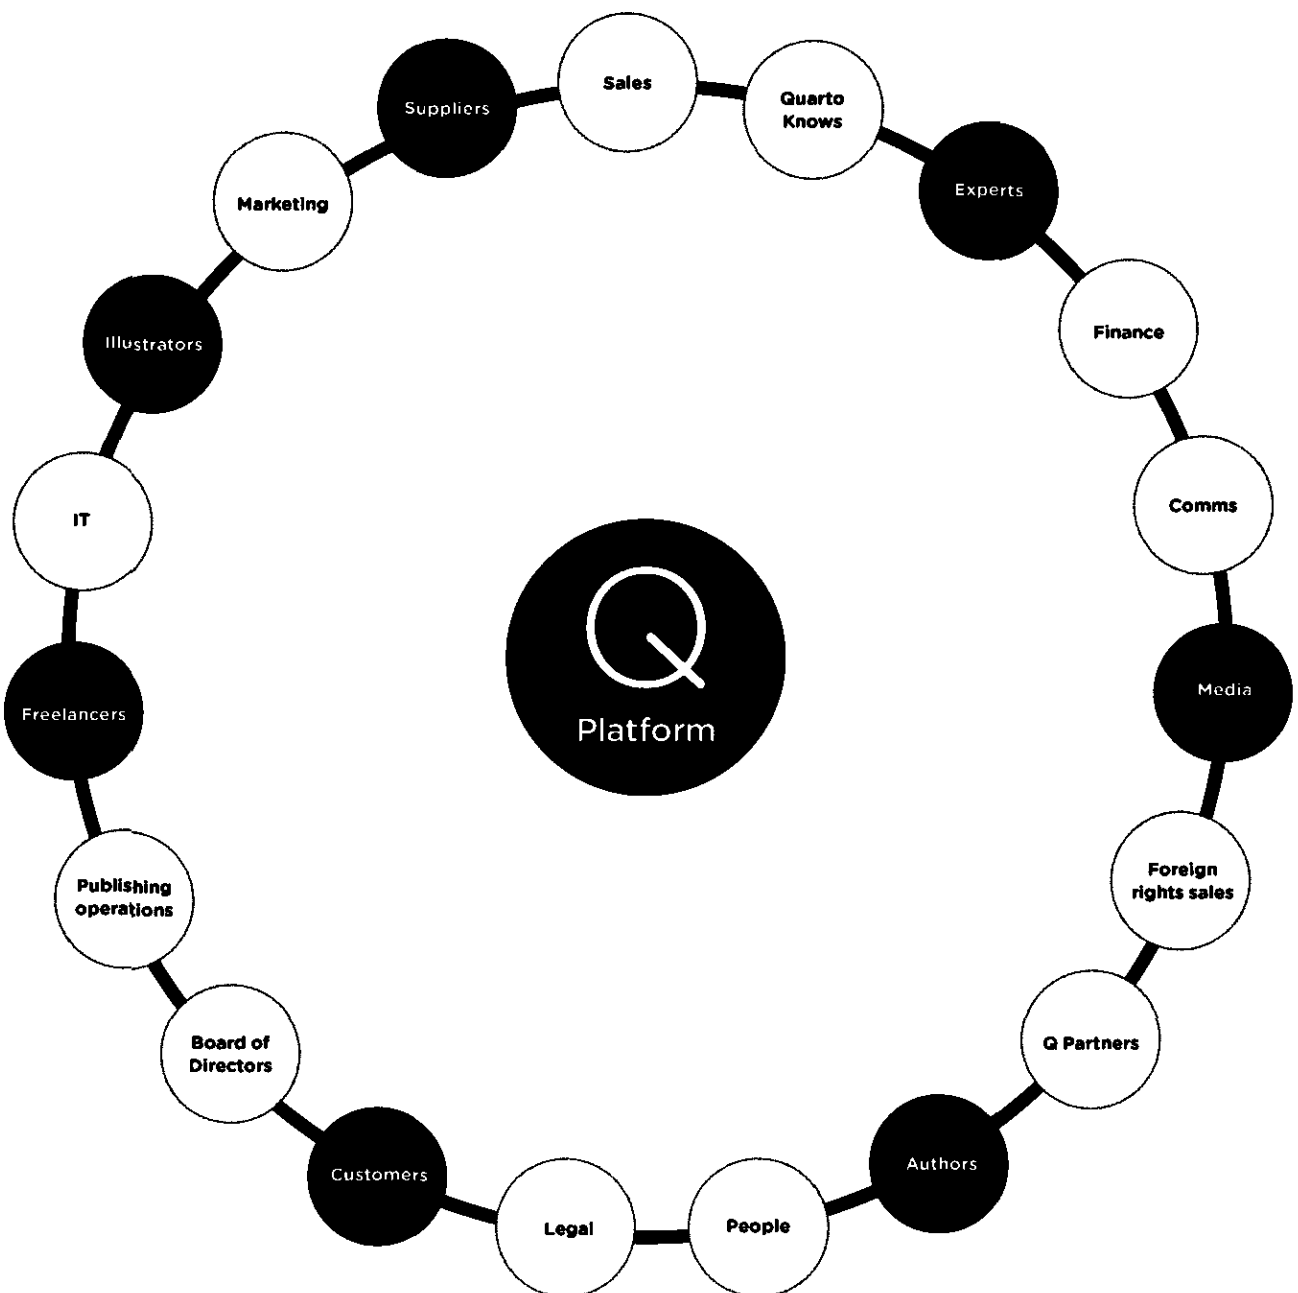 Sales
Quarto
Knows
Experts
Finance
Comms
Media
Foreign
rights sales
Q Partners
Authors
People
Legal
Customers
Board of
Directors
Publishing
operations
Freelancers
IT
Illustrators
Marketing
Suppliers
Q
Platform